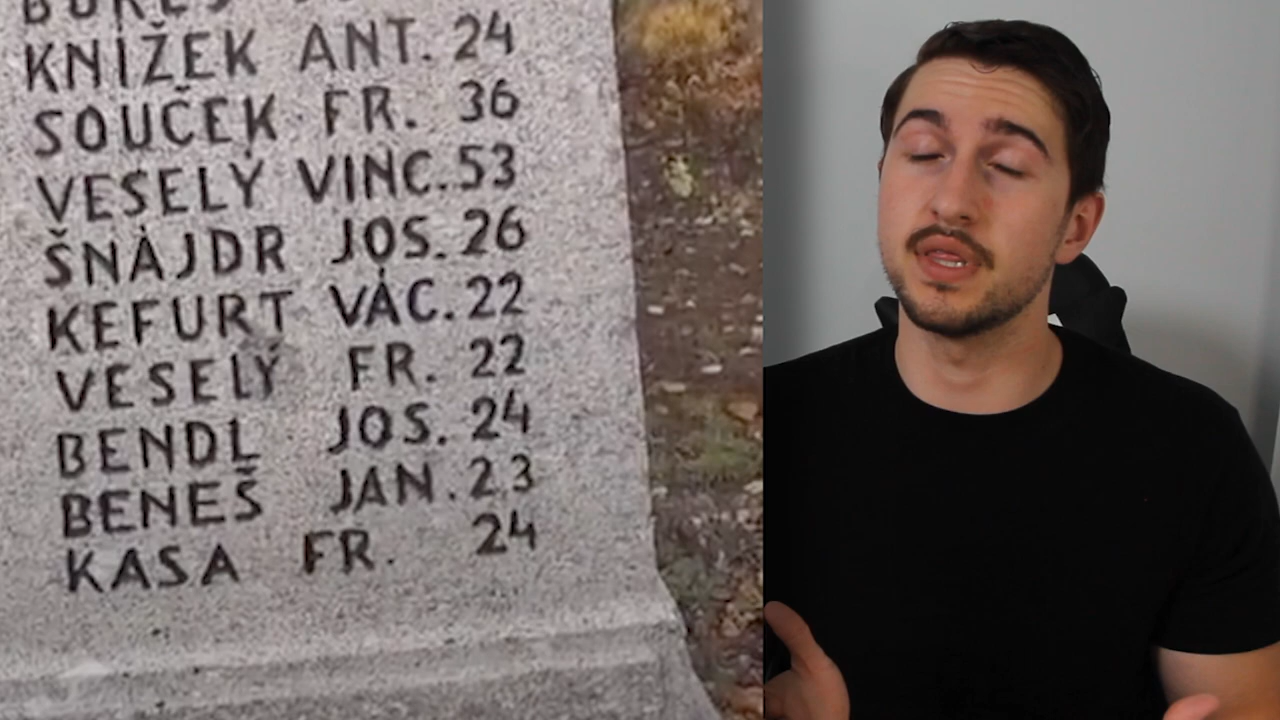 KNÍŽEK ANT. 24
SOUČEK FR. 36
VESELÝ VINC. 53
ŠNAJDR JOS. 26
KEFURT VÁC. 22
VESELÝ FR. 22
BENDL JOS. 24
BENEŠ JAN. 23
KASA FR. 24